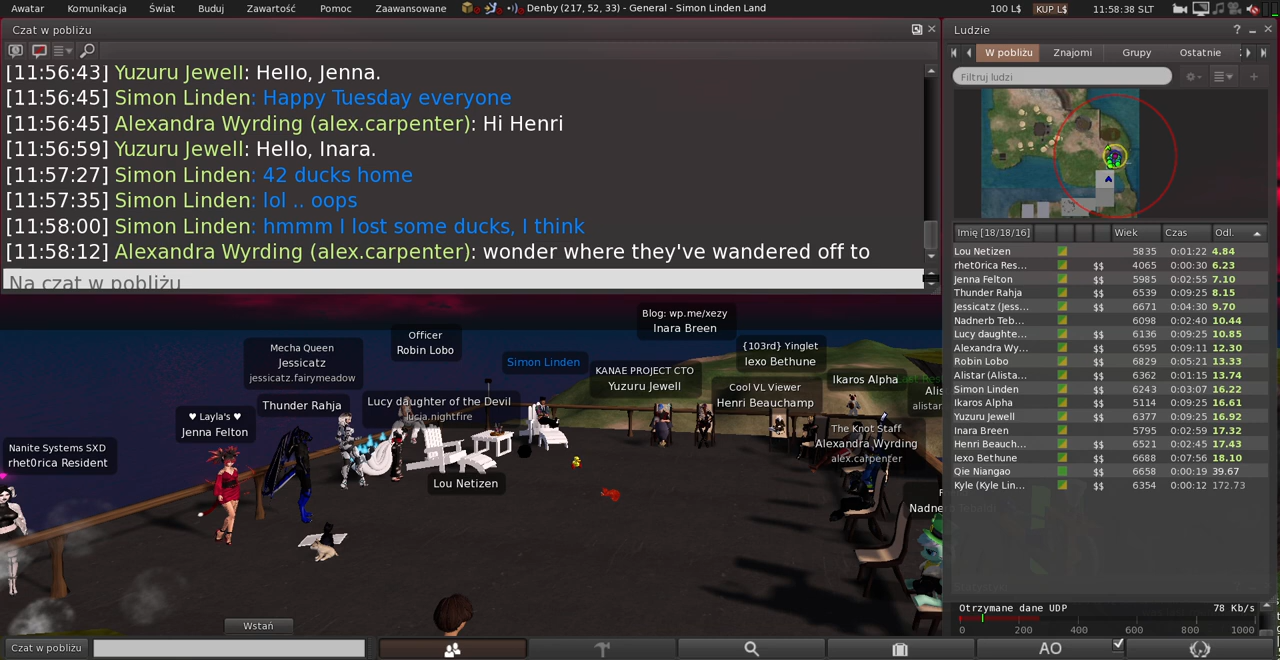 Awatar Komunikacja Świat Buduj Zawartość Pomoc Zaawansowane Denby (217, 52, 33) - General - Simon Linden Land 100 L$ KUP L$ 11:58:38 SLT
Czat w pobliżu
[11:56:43] Yuzuru Jewell: Hello, Jenna.
[11:56:45] Simon Linden: Happy Tuesday everyone
[11:56:45] Alexandra Wyrding (alex.carpenter): Hi Henri
[11:56:59] Yuzuru Jewell: Hello, Inara.
[11:57:27] Simon Linden: 42 ducks home
[11:57:35] Simon Linden: lol .. oops
[11:58:00] Simon Linden: hmmm I lost some ducks, I think
[11:58:12] Alexandra Wyrding (alex.carpenter): wonder where they've wandered off to
Na czat w pobliżu
Blog: wp.me/xezy
Inara Breen
Officer
Robin Lobo
Mecha Queen
Jessicatz
jessicatz.fairymeadow
Simon Linden
{103rd} Yinglet
Iexo Bethune
KANAE PROJECT CTO
Yuzuru Jewell
Ikaros Alpha
Cool VL Viewer
Henri Beauchamp
Alis
alistar
Thunder Rahja
Lucy daughter of the Devil
lucia.nightfire
♥ Layla's ♥
Jenna Felton
The Knot Staff
Alexandra Wyrding
alex.carpenter
Nanite Systems SXD
rhet0rica Resident
Lou Netizen
Wstań
Czat w pobliżu
AO
Ludzie
W pobliżu Znajomi Grupy Ostatnie
Filtruj ludzi
Imię [18/18/16] Wiek Czas Odl.
Lou Netizen 5835 0:01:22 4.84
rhet0rica Res... $$ 4065 0:00:30 6.23
Jenna Felton $$ 5985 0:02:55 7.10
Thunder Rahja $$ 6539 0:09:25 8.15
Jessicatz (Jess... $$ 6671 0:04:30 9.70
Nadnerb Teb... 6098 0:02:40 10.44
Lucy daughte... $$ 6136 0:09:25 10.85
Alexandra Wy... $$ 6595 0:09:11 12.30
Robin Lobo $$ 6829 0:05:21 13.33
Alistar (Alista... $$ 6362 0:01:15 13.74
Simon Linden $$ 6243 0:03:07 16.22
Ikaros Alpha $$ 5114 0:09:25 16.61
Yuzuru Jewell $$ 6377 0:09:25 16.92
Inara Breen 5795 0:02:59 17.32
Henri Beauch... $$ 6521 0:02:45 17.43
Iexo Bethune $$ 6688 0:07:56 18.10
Qie Niangao $$ 6658 0:00:19 39.67
Kyle (Kyle Lin... $$ 6354 0:00:12 172.73
Otrzymane dane UDP 78 Kb/s
0 200 400 600 800 1000